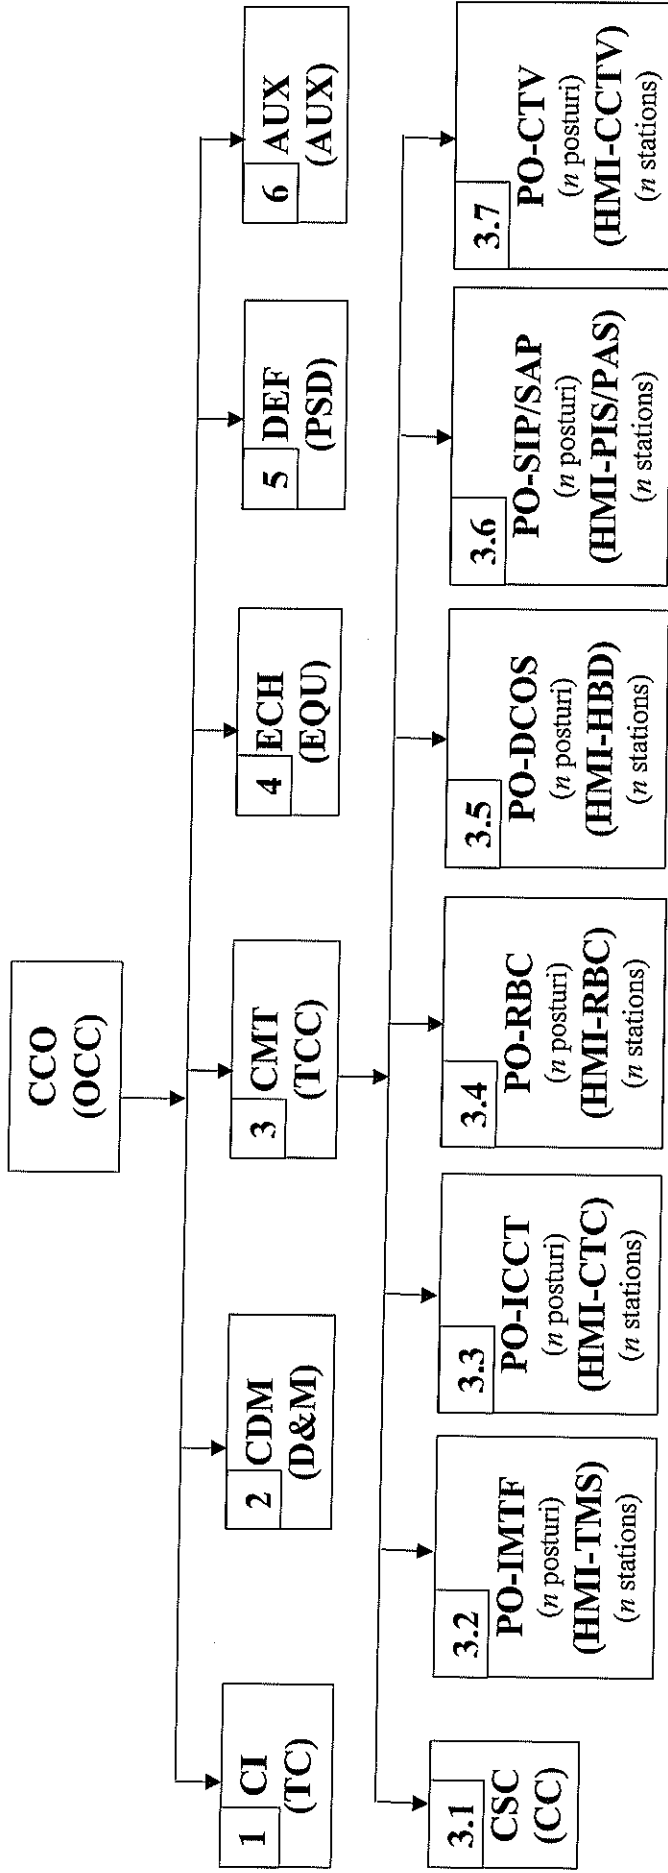 CCO
(OCC)
1
CI
(TC)
2
CDM
(D&M)
3
CMT
(TCC)
4
ECH
(EQU)
5
DEF
(PSD)
6
AUX
(AUX)
3.1
CSC
(CC)
3.2
PO-IMTF
(n posturi)
(HMI-TMS)
(n stations)
3.3
PO-ICCT
(n posturi)
(HMI-CTC)
(n stations)
3.4
PO-RBC
(n posturi)
(HMI-RBC)
(n stations)
3.5
PO-DCOS
(n posturi)
(HMI-HBD)
(n stations)
3.6
PO-SIP/SAP
(n posturi)
(HMI-PIS/PAS)
(n stations)
3.7
PO-CTV
(n posturi)
(HMI-CCTV)
(n stations)